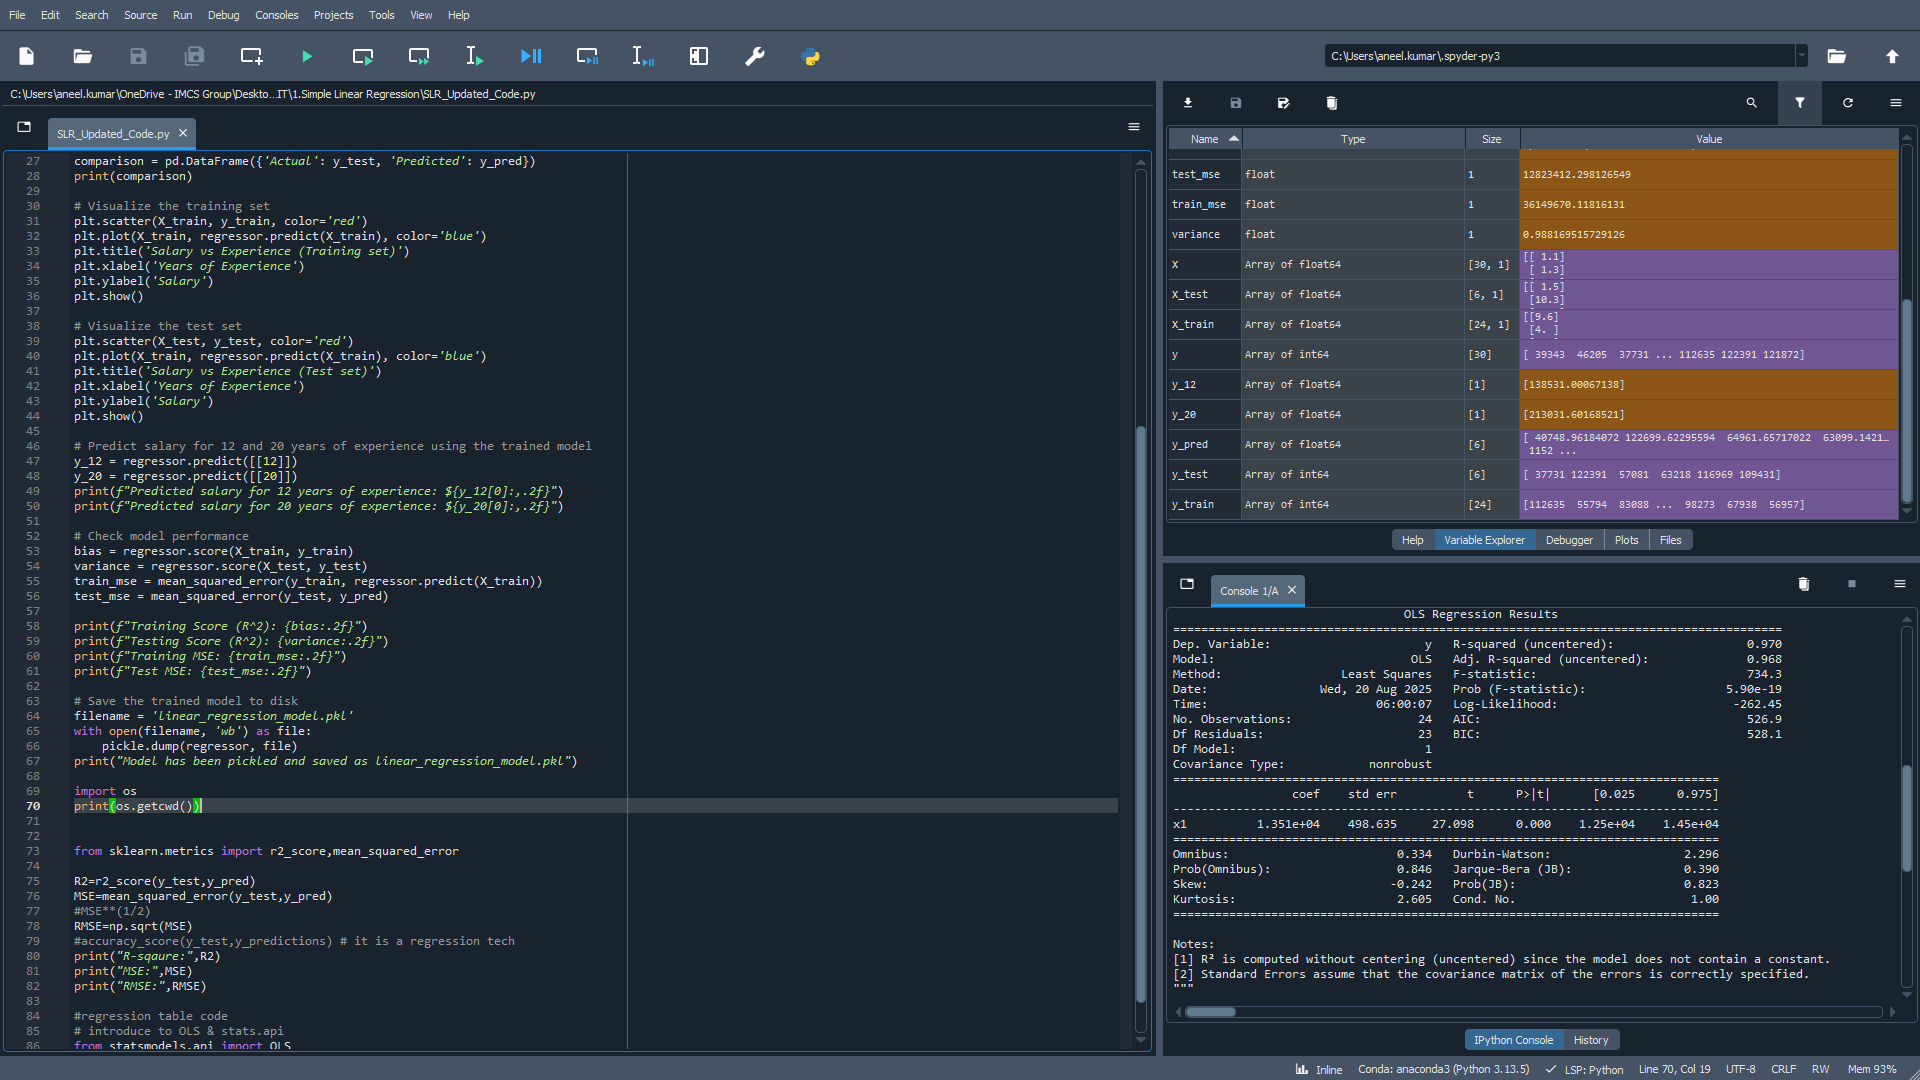 File Edit Search Source Run Debug Consoles Projects Tools View Help
C:\Users\aneel.kumar\.spyder-py3
C:\Users\aneel.kumar\OneDrive - IMCS Group\Deskto...IT\1.Simple Linear Regression\SLR_Updated_Code.py
SLR_Updated_Code.py
27 comparison = pd.DataFrame({'Actual': y_test, 'Predicted': y_pred})
28 print(comparison)
29
30 # Visualize the training set
31 plt.scatter(X_train, y_train, color='red')
32 plt.plot(X_train, regressor.predict(X_train), color='blue')
33 plt.title('Salary vs Experience (Training set)')
34 plt.xlabel('Years of Experience')
35 plt.ylabel('Salary')
36 plt.show()
37
38 # Visualize the test set
39 plt.scatter(X_test, y_test, color='red')
40 plt.plot(X_train, regressor.predict(X_train), color='blue')
41 plt.title('Salary vs Experience (Test set)')
42 plt.xlabel('Years of Experience')
43 plt.ylabel('Salary')
44 plt.show()
45
46 # Predict salary for 12 and 20 years of experience using the trained model
47 y_12 = regressor.predict([[12]])
48 y_20 = regressor.predict([[20]])
49 print(f"Predicted salary for 12 years of experience: ${y_12[0]:,.2f}")
50 print(f"Predicted salary for 20 years of experience: ${y_20[0]:,.2f}")
51
52 # Check model performance
53 bias = regressor.score(X_train, y_train)
54 variance = regressor.score(X_test, y_test)
55 train_mse = mean_squared_error(y_train, regressor.predict(X_train))
56 test_mse = mean_squared_error(y_test, y_pred)
57
58 print(f"Training Score (R^2): {bias:.2f}")
59 print(f"Testing Score (R^2): {variance:.2f}")
60 print(f"Training MSE: {train_mse:.2f}")
61 print(f"Test MSE: {test_mse:.2f}")
62
63 # Save the trained model to disk
64 filename = 'linear_regression_model.pkl'
65 with open(filename, 'wb') as file:
66     pickle.dump(regressor, file)
67 print("Model has been pickled and saved as linear_regression_model.pkl")
68
69 import os
70 print(os.getcwd())
71
72
73 from sklearn.metrics import r2_score,mean_squared_error
74
75 R2=r2_score(y_test,y_pred)
76 MSE=mean_squared_error(y_test,y_pred)
77 #MSE**(1/2)
78 RMSE=np.sqrt(MSE)
79 #accuracy_score(y_test,y_predictions) # it is a regression tech
80 print("R-sqaure:",R2)
81 print("MSE:",MSE)
82 print("RMSE:",RMSE)
83
84 #regression table code
85 # introduce to OLS & stats.api
86 from statsmodels.api import OLS
Name Type Size Value
test_mse float 1 12823412.298126549
train_mse float 1 36149670.11816131
variance float 1 0.988169515729126
X Array of float64 [30, 1] [[ 1.1]
[ 1.3]
X_test Array of float64 [6, 1] [[ 1.5]
[10.3]
X_train Array of float64 [24, 1] [[9.6]
[4. ]
y Array of int64 [30] [ 39343 46205 37731 ... 112635 122391 121872]
y_12 Array of float64 [1] [138531.00067138]
y_20 Array of float64 [1] [213031.60168521]
y_pred Array of float64 [6] [ 40748.96184072 122699.62295594 64961.65717022 63099.1421…
1152 ...
y_test Array of int64 [6] [ 37731 122391 57081 63218 116969 109431]
y_train Array of int64 [24] [112635 55794 83088 ... 98273 67938 56957]
Help Variable Explorer Debugger Plots Files
Console 1/A
OLS Regression Results
==============================================================================
Dep. Variable: y R-squared (uncentered): 0.970
Model: OLS Adj. R-squared (uncentered): 0.968
Method: Least Squares F-statistic: 734.3
Date: Wed, 20 Aug 2025 Prob (F-statistic): 5.90e-19
Time: 06:00:07 Log-Likelihood: -262.45
No. Observations: 24 AIC: 526.9
Df Residuals: 23 BIC: 528.1
Df Model: 1
Covariance Type: nonrobust
==============================================================================
coef std err t P>|t| [0.025 0.975]
------------------------------------------------------------------------------
x1 1.351e+04 498.635 27.098 0.000 1.25e+04 1.45e+04
==============================================================================
Omnibus: 0.334 Durbin-Watson: 2.296
Prob(Omnibus): 0.846 Jarque-Bera (JB): 0.390
Skew: -0.242 Prob(JB): 0.823
Kurtosis: 2.605 Cond. No. 1.00
==============================================================================
Notes:
[1] R² is computed without centering (uncentered) since the model does not contain a constant.
[2] Standard Errors assume that the covariance matrix of the errors is correctly specified.
"""
IPython Console History
Inline Conda: anaconda3 (Python 3.13.5) LSP: Python Line 70, Col 19 UTF-8 CRLF RW Mem 93%